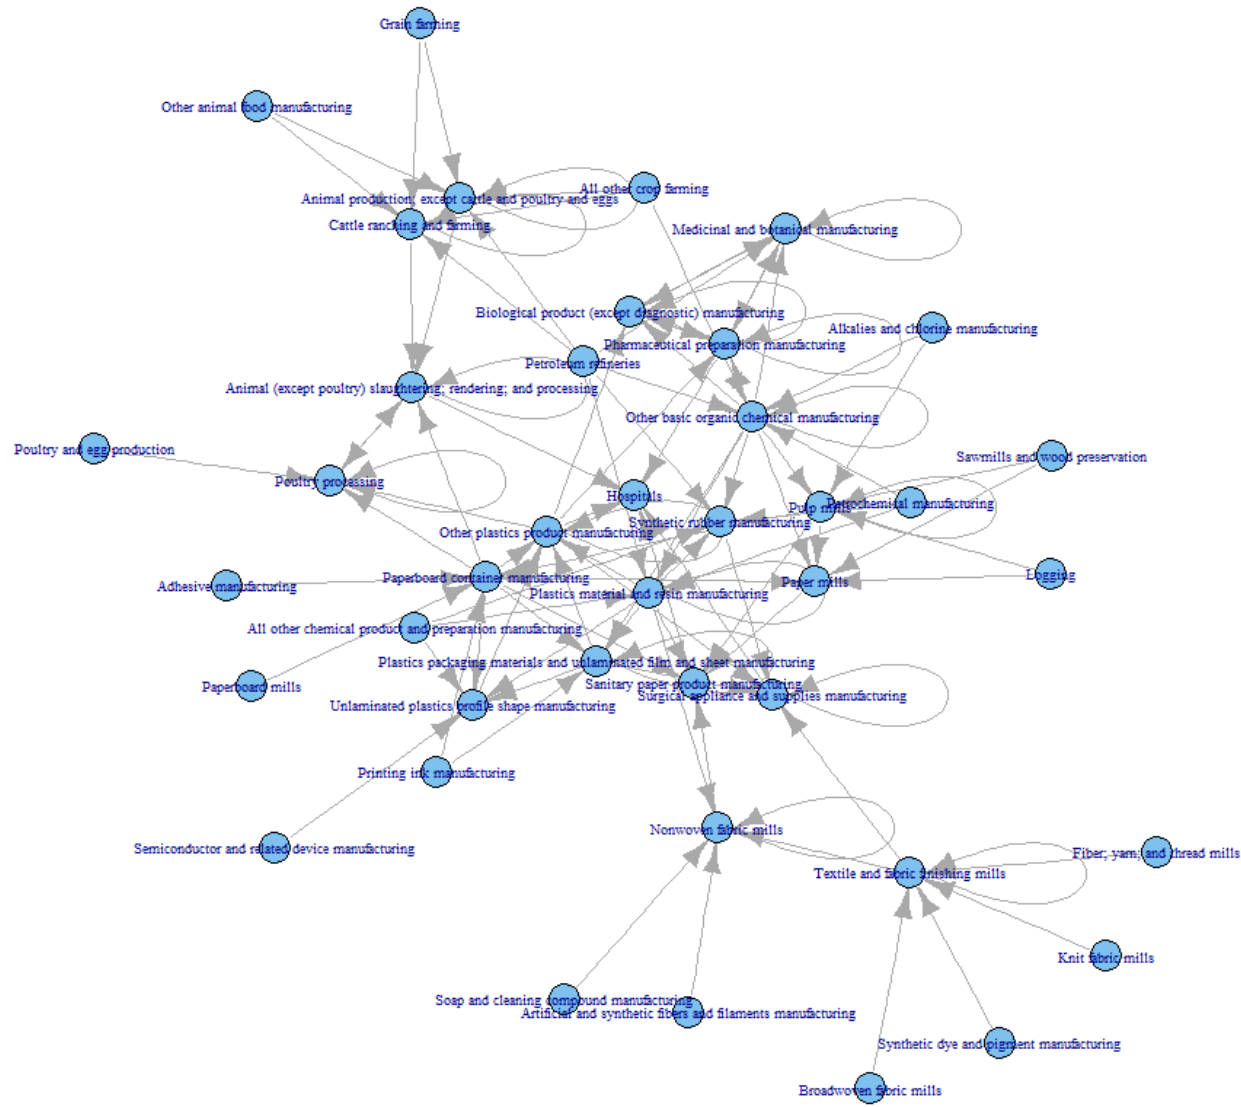 Grain farming
Other animal food manufacturing
All other crop farming
Animal production; except cattle and poultry and eggs
Cattle ranching and farming
Medicinal and botanical manufacturing
Biological product (except diagnostic) manufacturing
Alkalies and chlorine manufacturing
Pharmaceutical preparation manufacturing
Petroleum refineries
Animal (except poultry) slaughtering; rendering; and processing
Other basic organic chemical manufacturing
Poultry and egg production
Sawmills and wood preservation
Poultry processing
Hospitals
Pulp mills
Petrochemical manufacturing
Synthetic rubber manufacturing
Other plastics product manufacturing
Logging
Paperboard container manufacturing
Paper mills
Adhesive manufacturing
Plastics material and resin manufacturing
All other chemical product and preparation manufacturing
Plastics packaging materials and unlaminated film and sheet manufacturing
Paperboard mills
Sanitary paper product manufacturing
Surgical appliance and supplies manufacturing
Unlaminated plastics profile shape manufacturing
Printing ink manufacturing
Nonwoven fabric mills
Semiconductor and related device manufacturing
Fiber; yarn; and thread mills
Textile and fabric finishing mills
Knit fabric mills
Soap and cleaning compound manufacturing
Artificial and synthetic fibers and filaments manufacturing
Synthetic dye and pigment manufacturing
Broadwoven fabric mills